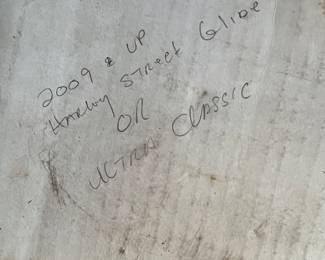 2009 & UP
Harley Street Glide
OR
ULTRA CLASSIC